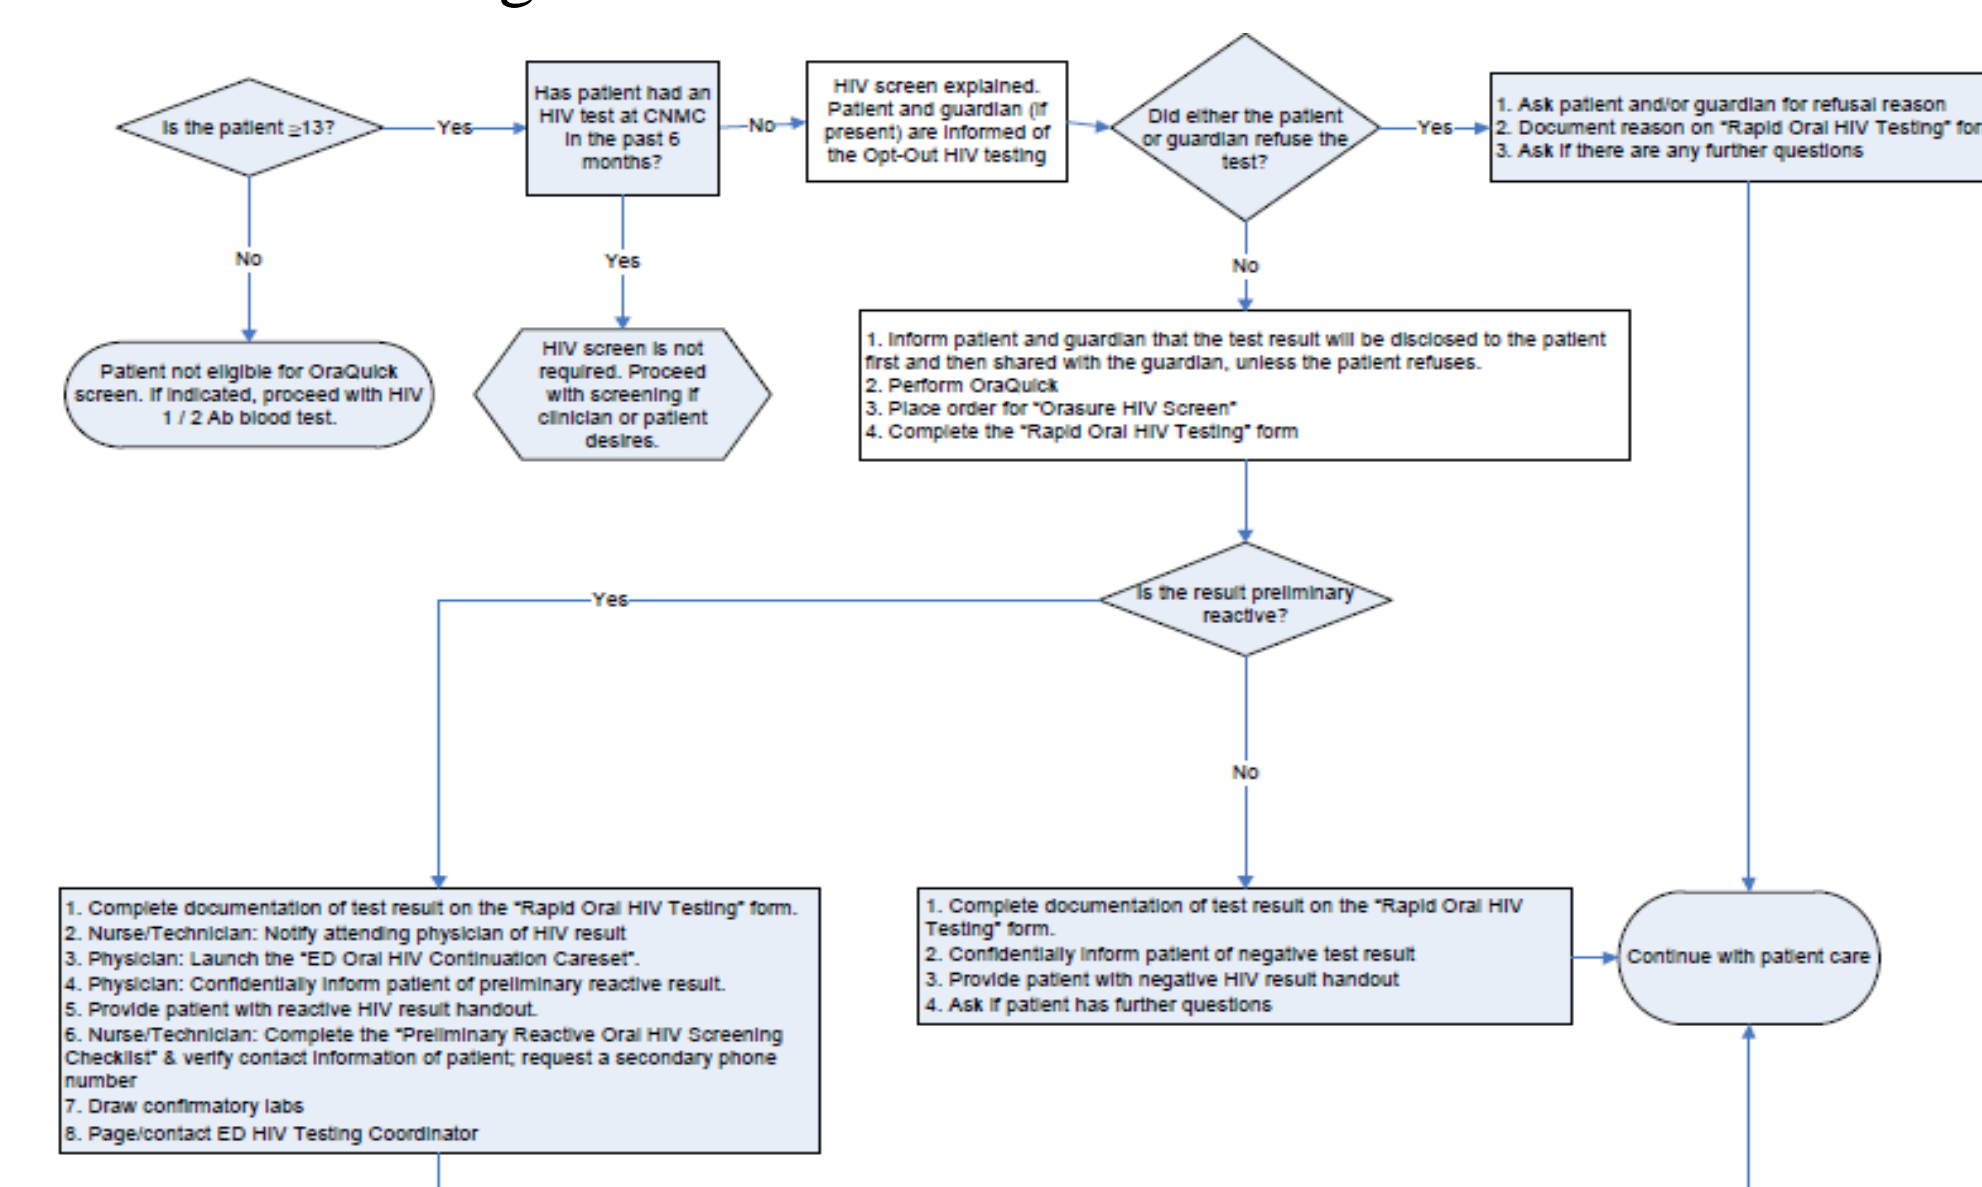 Is the patient ≥13?
Yes
Has patient had an
HIV test at CNMC
in the past 6
months?
No
HIV screen explained.
Patient and guardian (if
present) are informed of
the Opt-Out HIV testing
Did either the patient
or guardian refuse the
test?
Yes
1. Ask patient and/or guardian for refusal reason
2. Document reason on "Rapid Oral HIV Testing"
3. Ask if there are any further questions
No
Yes
No
Patient not eligible for OraQuick
screen. If indicated, proceed with HIV
1 / 2 Ab blood test.
HIV screen is not
required. Proceed
with screening if
clinician or patient
desires.
1. Inform patient and guardian that the test result will be disclosed to the patient
first and then shared with the guardian, unless the patient refuses.
2. Perform OraQuick
3. Place order for "Orasure HIV Screen"
4. Complete the "Rapid Oral HIV Testing" form
Is the result preliminary
reactive?
Yes
No
1. Complete documentation of test result on the "Rapid Oral HIV Testing" form.
2. Nurse/Technician: Notify attending physician of HIV result
3. Physician: Launch the "ED Oral HIV Continuation Careset".
4. Physician: Confidentially inform patient of preliminary reactive result.
5. Provide patient with reactive HIV result handout.
6. Nurse/Technician: Complete the "Preliminary Reactive Oral HIV Screening
Checklist" & verify contact information of patient; request a secondary phone
number
7. Draw confirmatory labs
8. Page/contact ED HIV Testing Coordinator
1. Complete documentation of test result on the "Rapid Oral HIV
Testing" form.
2. Confidentially inform patient of negative test result
3. Provide patient with negative HIV result handout
4. Ask if patient has further questions
Continue with patient care